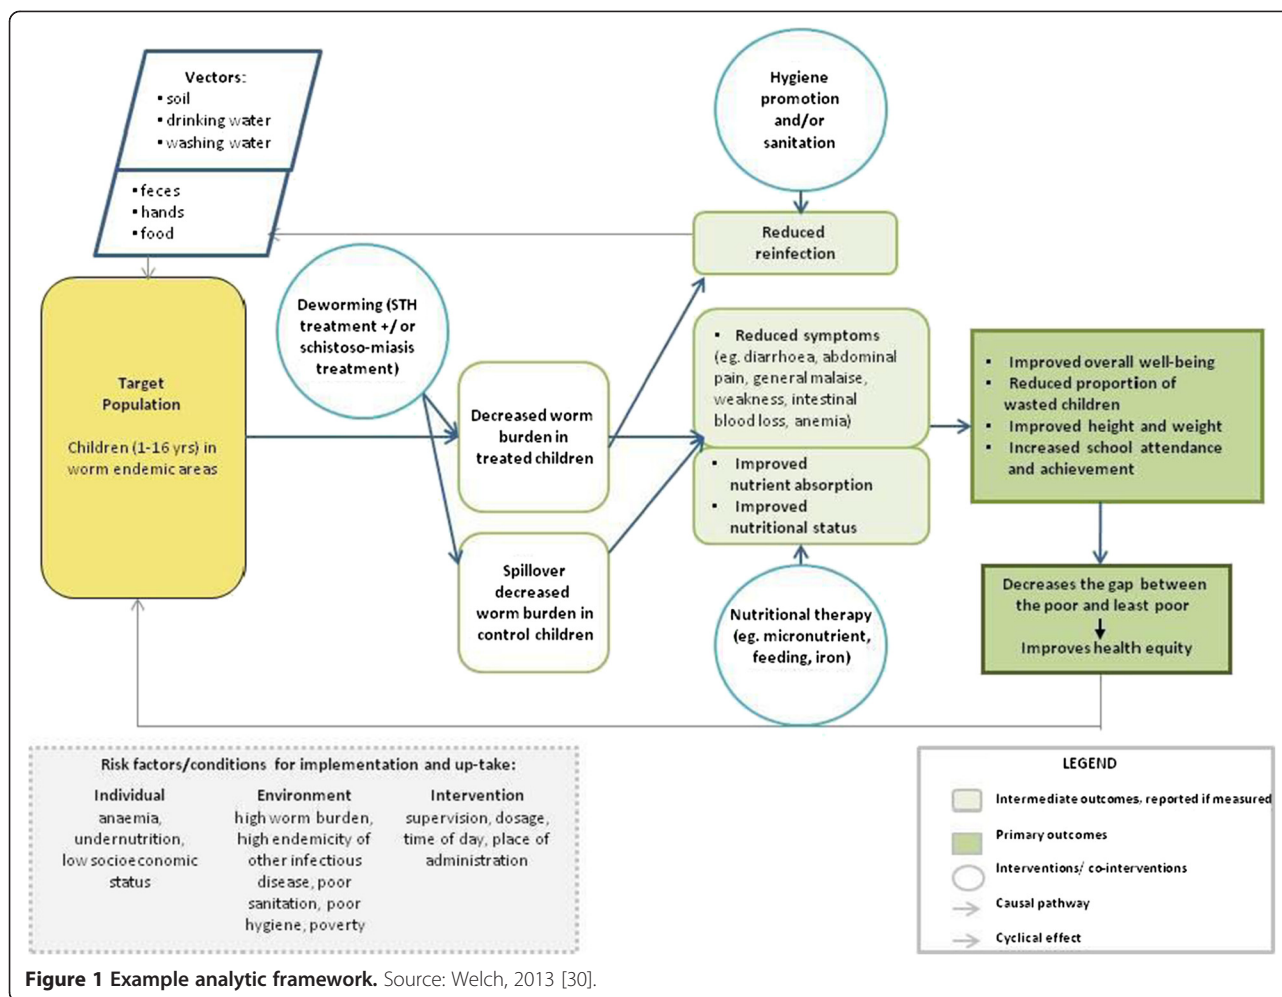 Vectors:
▪ soil
▪ drinking water
▪ washing water
▪ feces
▪ hands
▪ food
Hygiene
promotion
and/or
sanitation
Reduced
reinfection
Deworming (STH
treatment +/ or
schistoso-miasis
treatment)
Target
Population
Children (1-16 yrs) in
worm endemic areas
Decreased worm
burden in
treated children
Spillover
decreased
worm burden in
control children
▪ Reduced symptoms
(eg. diarrhoea, abdominal
pain, general malaise,
weakness, intestinal
blood loss, anemia)
▪ Improved
nutrient absorption
▪ Improved
nutritional status
Nutritional therapy
(eg. micronutrient,
feeding, iron)
▪ Improved overall well-being
▪ Reduced proportion of
wasted children
▪ Improved height and weight
▪ Increased school attendance
and achievement
Decreases the gap between
the poor and least poor
Improves health equity
Risk factors/conditions for implementation and up-take:
Individual
anaemia,
undernutrition,
low socioeconomic
status
Environment
high worm burden,
high endemicity of
other infectious
disease, poor
sanitation, poor
hygiene, poverty
Intervention
supervision, dosage,
time of day, place of
administration
LEGEND
Intermediate outcomes, reported if measured
Primary outcomes
Interventions/ co-interventions
Causal pathway
Cyclical effect
Figure 1 Example analytic framework. Source: Welch, 2013 [30].